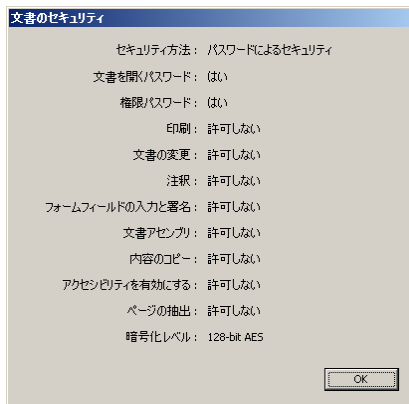 文書のセキュリティ
セキュリティ方法： パスワードによるセキュリティ
文書を開くパスワード： はい
権限パスワード： はい
印刷： 許可しない
文書の変更： 許可しない
注釈： 許可しない
フォームフィールドの入力と署名： 許可しない
文書アセンブリ： 許可しない
内容のコピー： 許可しない
アクセシビリティを有効にする： 許可しない
ページの抽出： 許可しない
暗号化レベル： 128-bit AES
OK